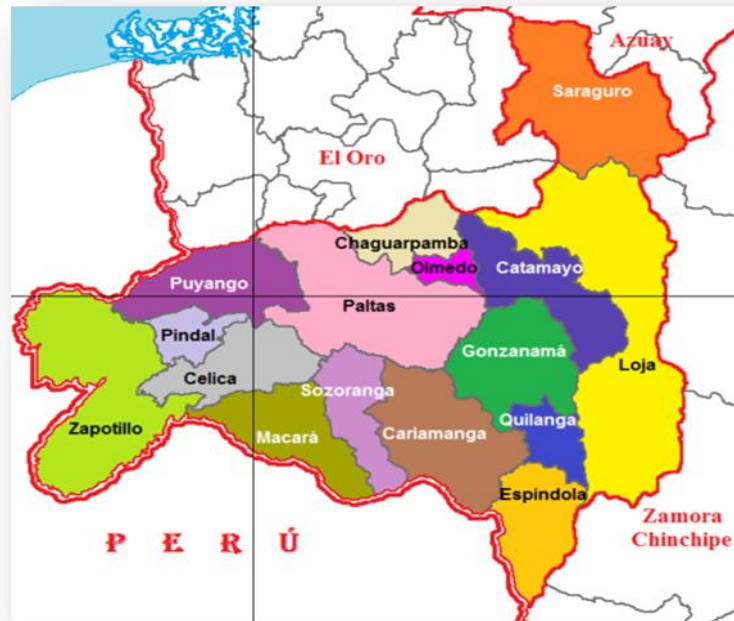 Azuay
Saraguro
El Oro
Chaguarpamba
Olmedo
Catamayo
Puyango
Paltas
Pindal
Gonzanamá
Loja
Celica
Sozoranga
Zapotillo
Macará
Cariamanga
Quilanga
Espindola
Zamora
Chinchipe
P E R Ú